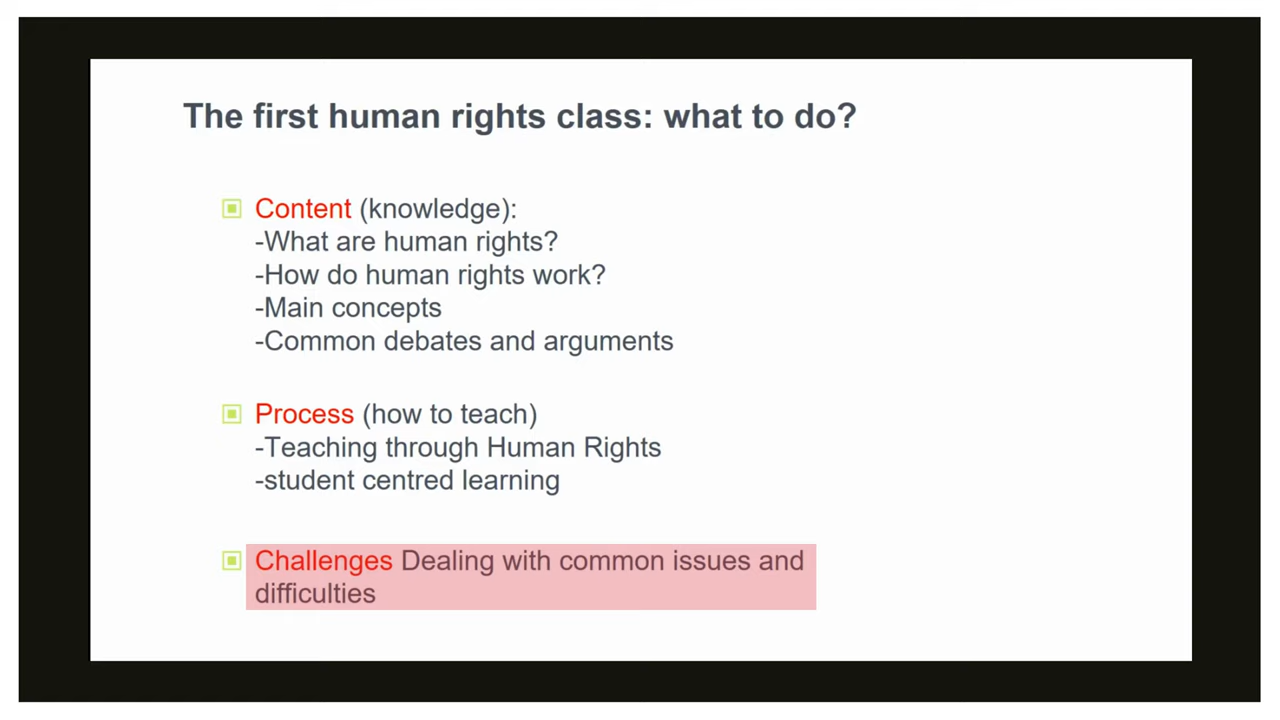 The first human rights class: what to do?
Content (knowledge):
-What are human rights?
-How do human rights work?
-Main concepts
-Common debates and arguments
Process (how to teach)
-Teaching through Human Rights
-student centred learning
Challenges Dealing with common issues and
difficulties